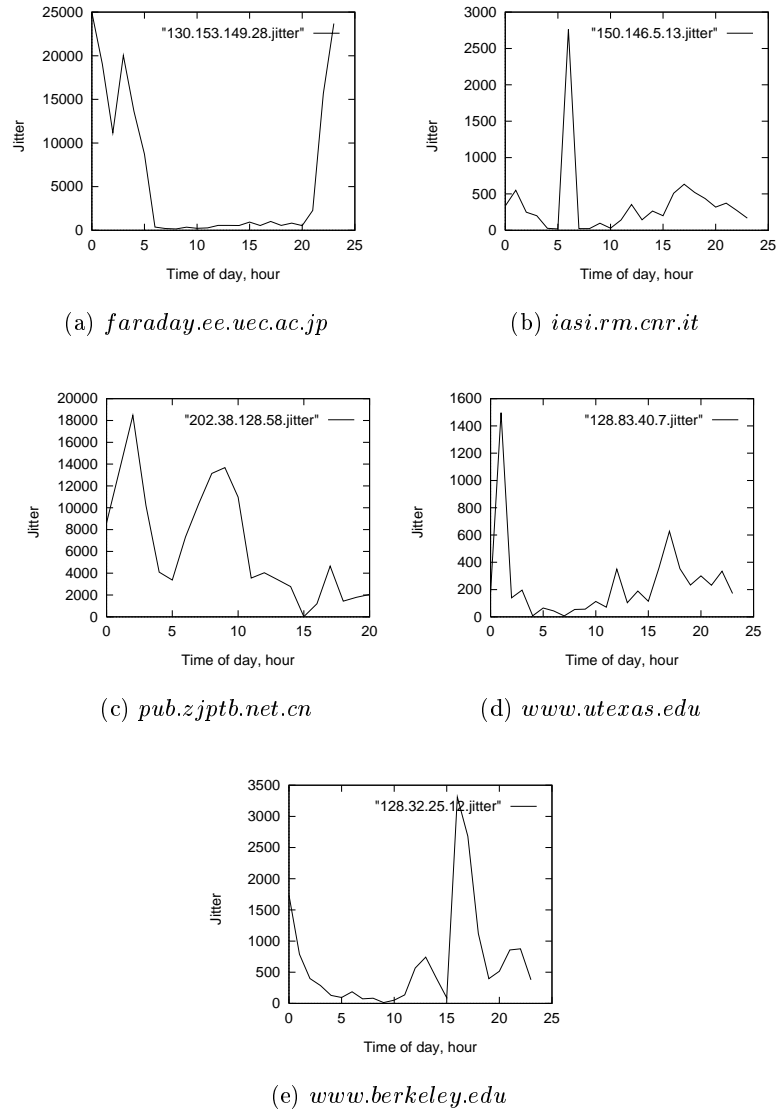 25000
20000
15000
10000
5000
0
0 5 10 15 20 25
Jitter
Time of day, hour
"130.153.149.28.jitter"
(a) faraday.ee.uec.ac.jp
3000
2500
2000
1500
1000
500
0
0 5 10 15 20 25
Jitter
Time of day, hour
"150.146.5.13.jitter"
(b) iasi.rm.cnr.it
20000
18000
16000
14000
12000
10000
8000
6000
4000
2000
0
0 5 10 15 20
Jitter
Time of day, hour
"202.38.128.58.jitter"
(c) pub.zjptb.net.cn
1600
1400
1200
1000
800
600
400
200
0
0 5 10 15 20 25
Jitter
Time of day, hour
"128.83.40.7.jitter"
(d) www.utexas.edu
3500
3000
2500
2000
1500
1000
500
0
0 5 10 15 20 25
Jitter
Time of day, hour
"128.32.25.12.jitter"
(e) www.berkeley.edu